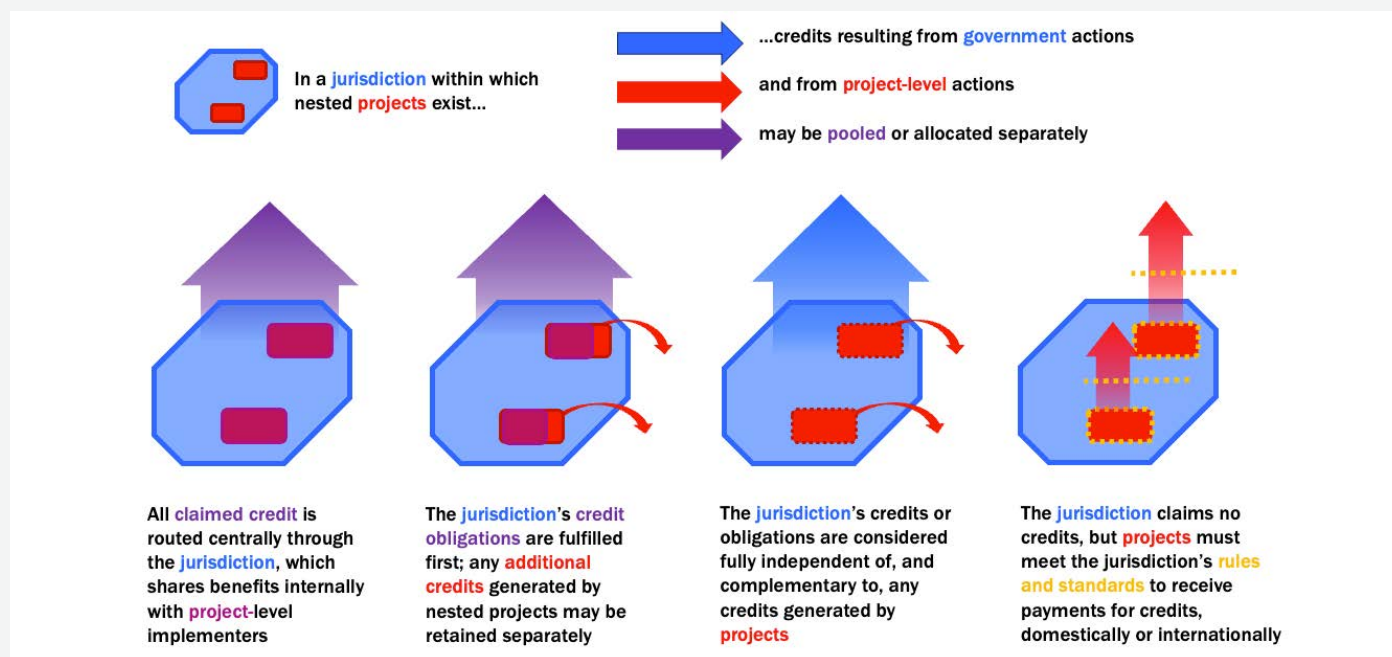 In a jurisdiction within which
nested projects exist...
...credits resulting from government actions
and from project-level actions
may be pooled or allocated separately
All claimed credit is
routed centrally through
the jurisdiction, which
shares benefits internally
with project-level
implementers
The jurisdiction's credit
obligations are fulfilled
first; any additional
credits generated by
nested projects may be
retained separately
The jurisdiction's credits or
obligations are considered
fully independent of, and
complementary to, any
credits generated by
projects
The jurisdiction claims no
credits, but projects must
meet the jurisdiction's rules
and standards to receive
payments for credits,
domestically or internationally